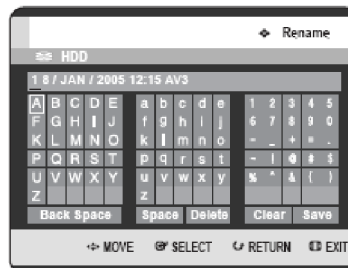 Rename
HDD
1 8 / JAN / 2005 12:15 AV3
A B C D E a b c d e 1 2 3 4 5
F G H I J f g h i j 6 7 8 9 0
K L M N O k l m n o - _ + = .
P Q R S T p q r s t ~ ! @ # $
U V W X Y u v w x y % ^ & ( )
Z z
Back Space Space Delete Clear Save
MOVE SELECT RETURN EXIT